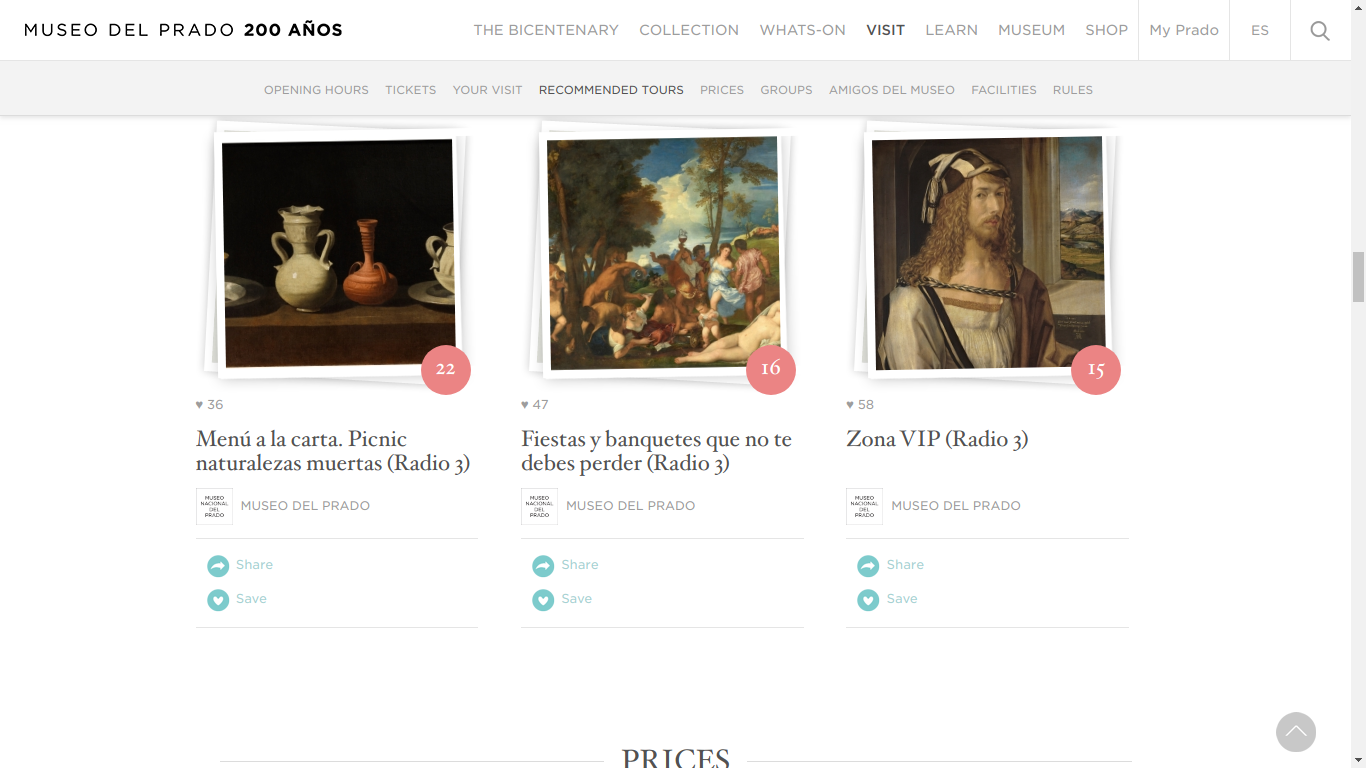 MUSEO DEL PRADO 200 AÑOS
THE BICENTENARY COLLECTION WHATS-ON VISIT LEARN MUSEUM SHOP My Prado ES
OPENING HOURS TICKETS YOUR VISIT RECOMMENDED TOURS PRICES GROUPS AMIGOS DEL MUSEO FACILITIES RULES
22
♥ 36
Menú a la carta. Picnic
naturalezas muertas (Radio 3)
MUSEO
NACIONAL
DEL
PRADO
MUSEO DEL PRADO
Share
Save
16
♥ 47
Fiestas y banquetes que no te
debes perder (Radio 3)
MUSEO
NACIONAL
DEL
PRADO
MUSEO DEL PRADO
Share
Save
15
♥ 58
Zona VIP (Radio 3)
MUSEO
NACIONAL
DEL
PRADO
MUSEO DEL PRADO
Share
Save
PRICES